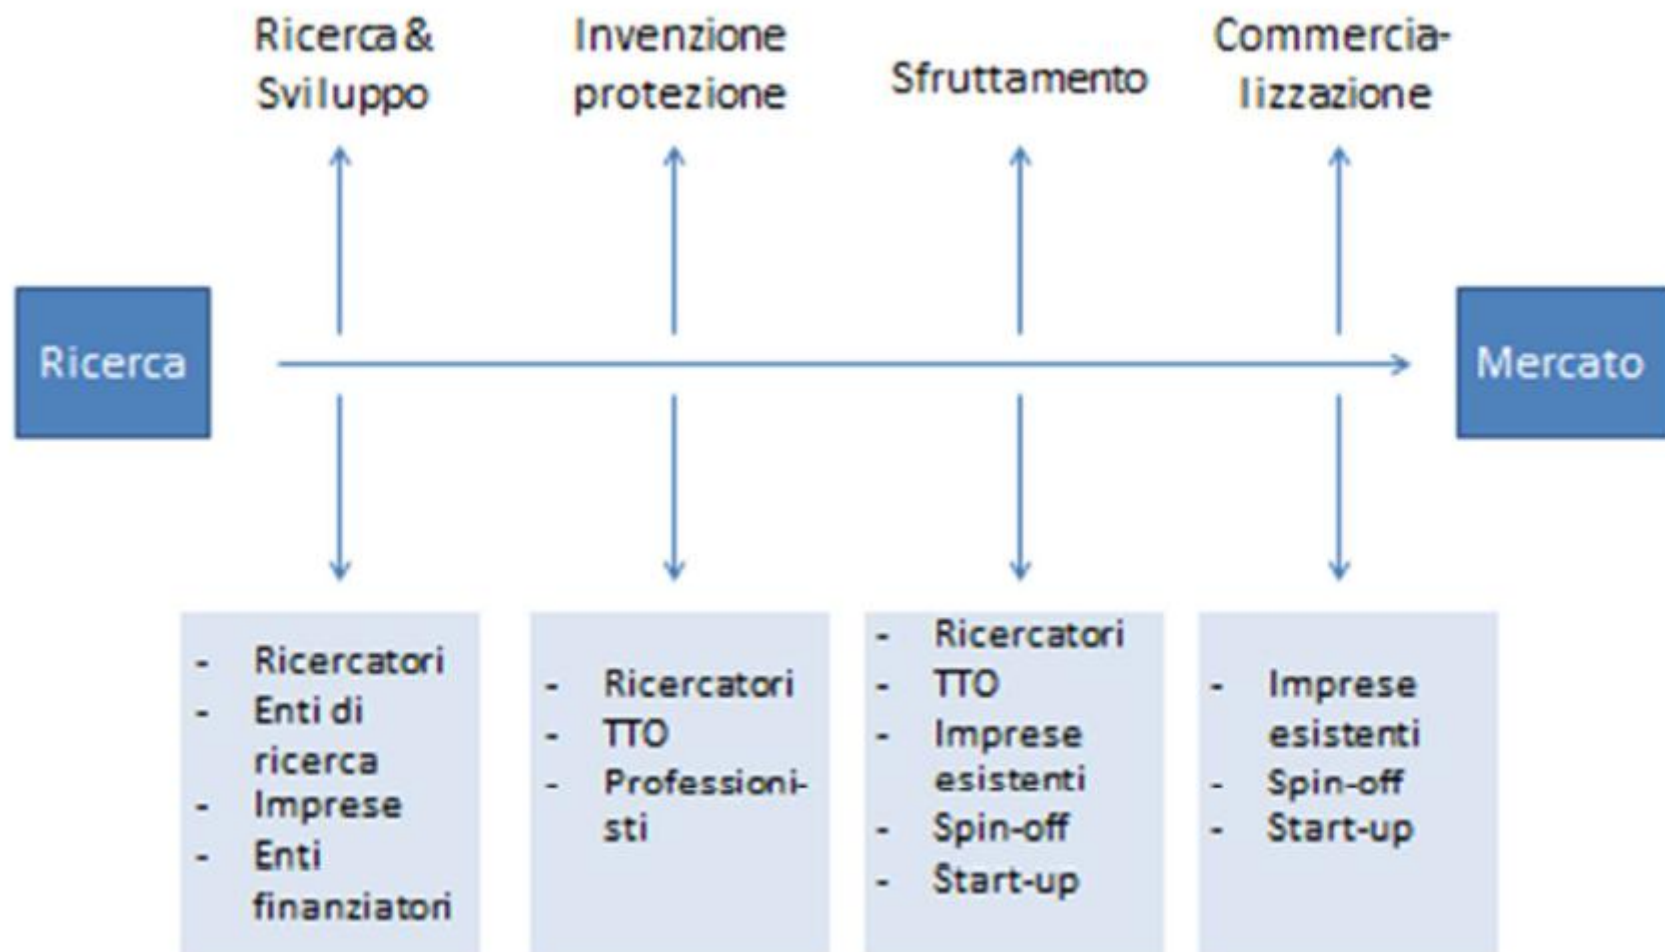 Ricerca &
Sviluppo
Invenzione
protezione
Sfruttamento
Commercia-
lizzazione
Ricerca
Mercato
- Ricercatori
- Enti di
ricerca
- Imprese
- Enti
finanziatori
- Ricercatori
- TTO
- Professioni-
sti
- Ricercatori
- TTO
- Imprese
esistenti
- Spin-off
- Start-up
- Imprese
esistenti
- Spin-off
- Start-up